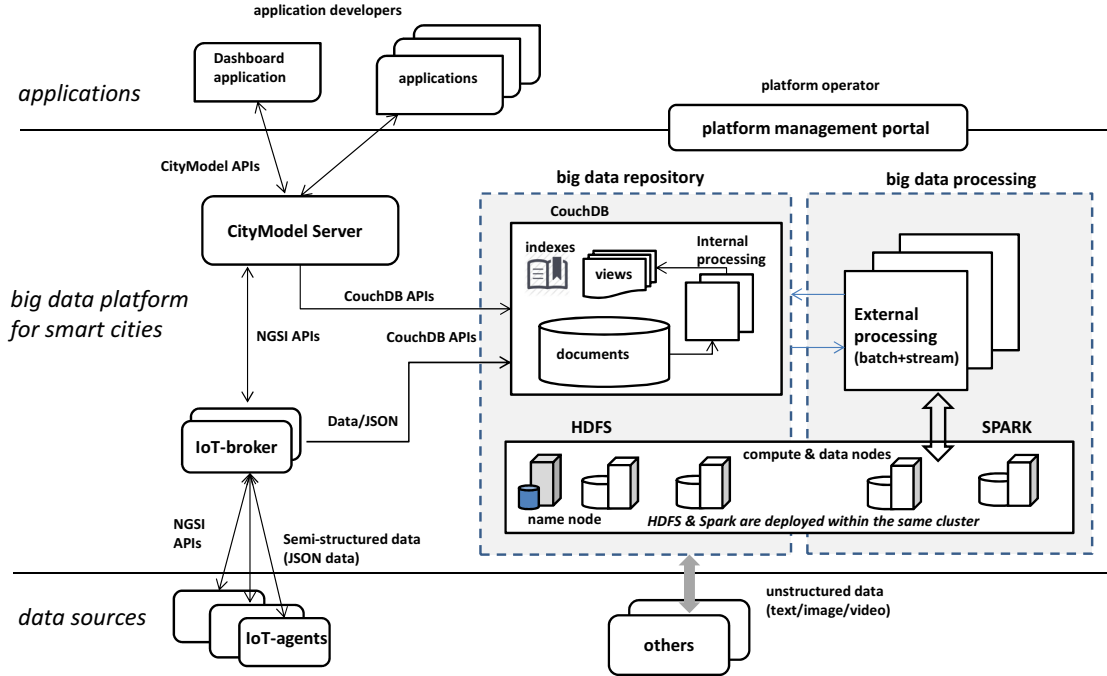 application developers
Dashboard
application
applications
applications
platform operator
platform management portal
CityModel APIs
big data repository
big data processing
CouchDB
CityModel Server
indexes
views
Internal
processing
big data platform
for smart cities
CouchDB APIs
NGSI APIs
CouchDB APIs
documents
External
processing
(batch+stream)
Data/JSON
IoT-broker
HDFS
SPARK
compute & data nodes
name node
HDFS & Spark are deployed within the same cluster
NGSI
APIs
Semi-structured data
(JSON data)
data sources
IoT-agents
unstructured data
(text/image/video)
others